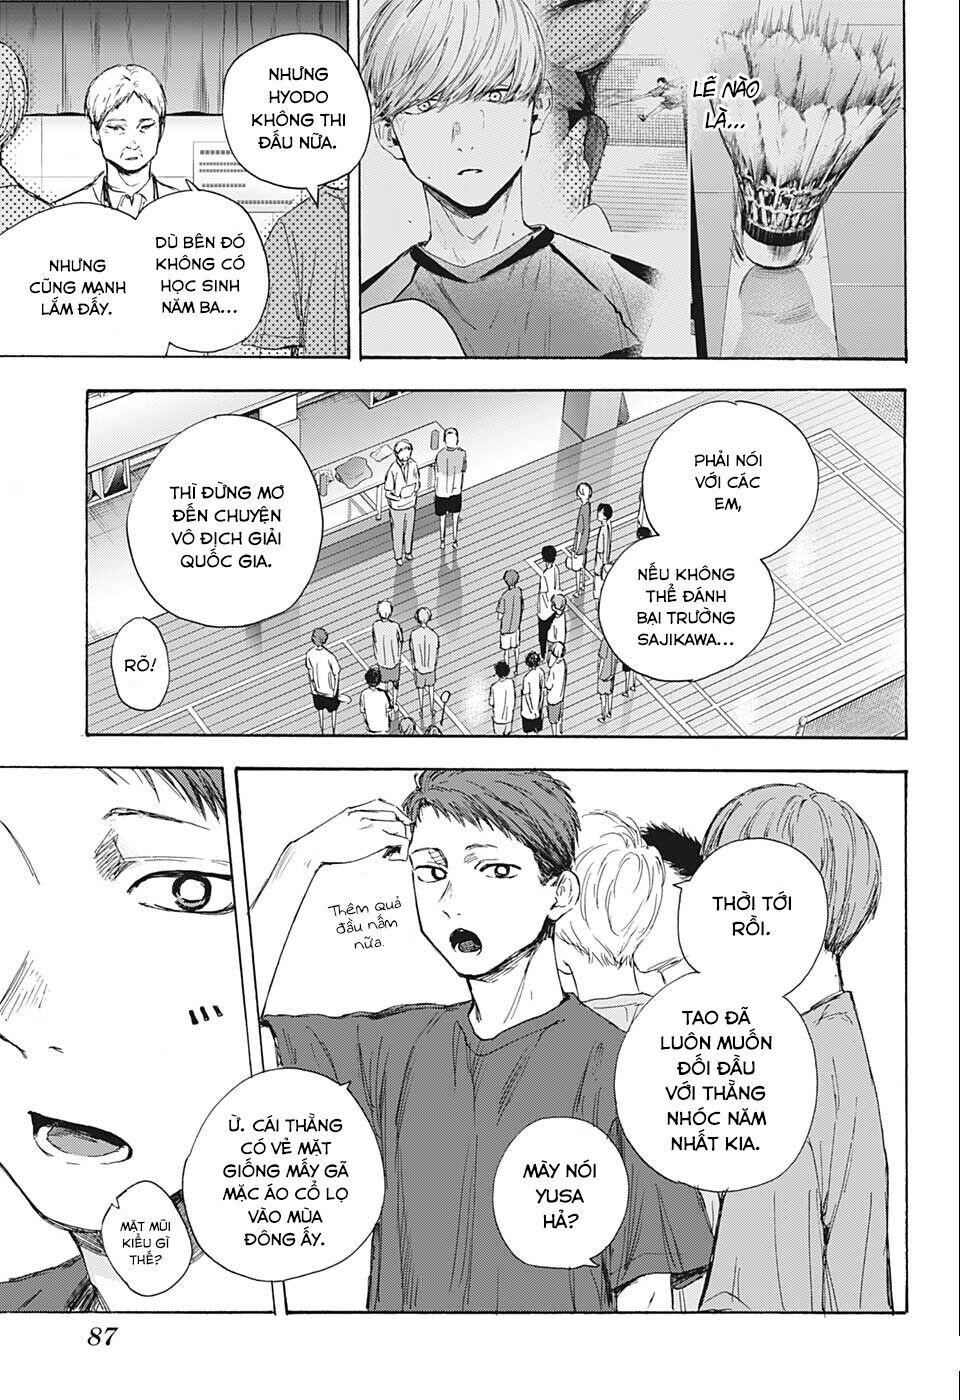 LẼ NÀO
LÀ...
NHƯNG
HYODO
KHÔNG THI
ĐẤU NỮA.
DÙ BÊN ĐÓ
KHÔNG CÓ
HỌC SINH
NĂM BA...
NHƯNG
CŨNG MẠNH
LẮM ĐẤY.
PHẢI NÓI
VỚI CÁC
EM,
NẾU KHÔNG
THỂ ĐÁNH
BẠI TRƯỜNG
SAJIKAWA...
THÌ ĐỪNG MƠ
ĐẾN CHUYỆN
VÔ ĐỊCH GIẢI
QUỐC GIA.
RÕ!
THỜI TỚI
RỒI.
TAO ĐÃ
LUÔN MUỐN
ĐỐI ĐẦU
VỚI THẰNG
NHÓC NĂM
NHẤT KIA.
Thêm quả
đầu nấm
nữa.
MÀY NÓI
YUSA
HẢ?
Ừ. CÁI THẰNG
CÓ VẺ MẶT
GIỐNG MẤY GÃ
MẶC ÁO CỔ LỌ
VÀO MÙA
ĐÔNG ẤY.
MẶT MŨI
KIỂU GÌ
THẾ?
87